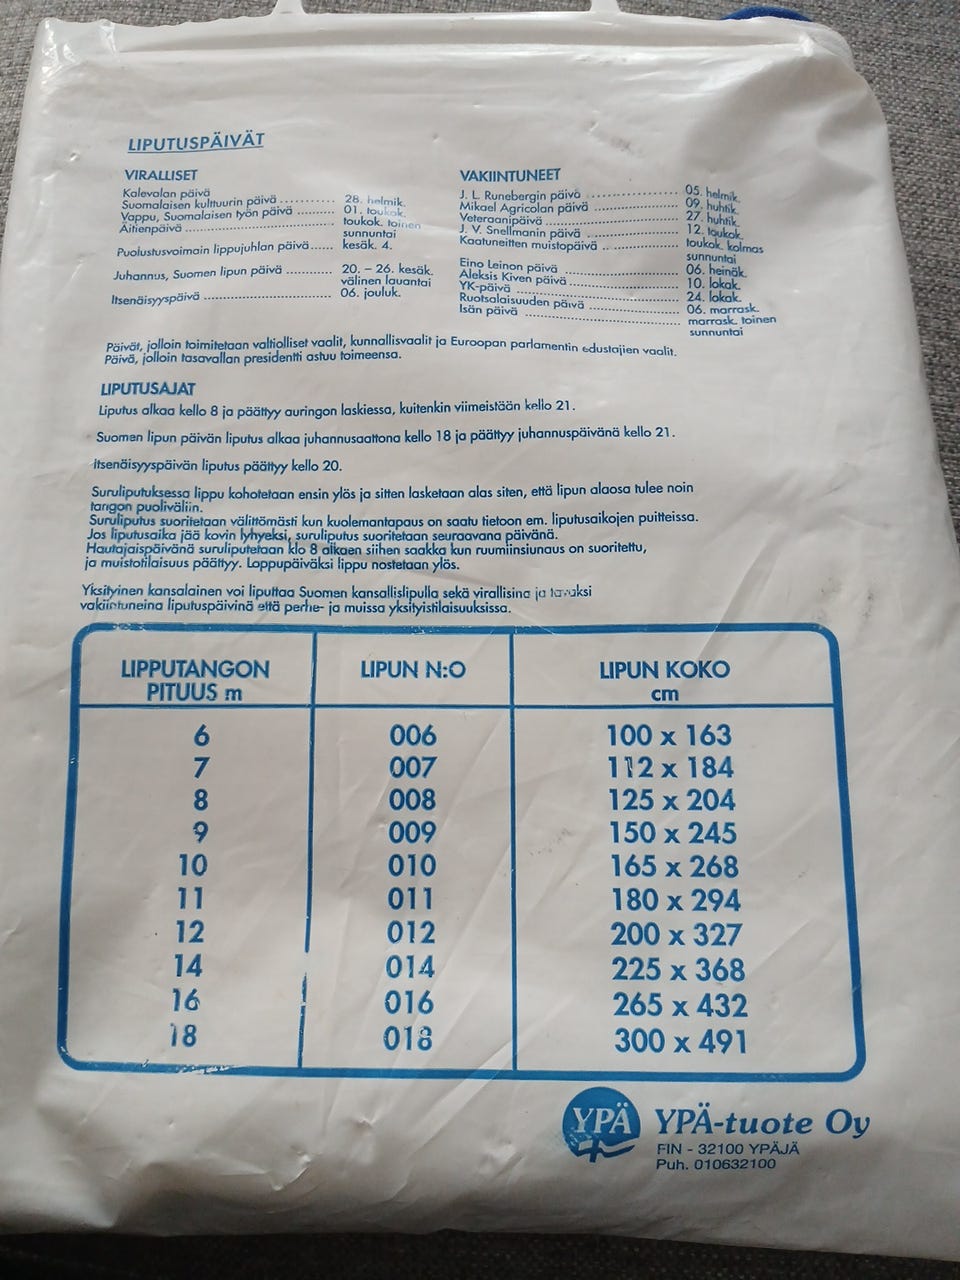 LIPUTUSPÄIVÄT
VIRALLISET
Kalevalan päivä
Suomalaisen kulttuurin päivä ........... 28. helmik.
Vappu, Suomalaisen työn päivä ........ 01. toukok.
Äitienpäivä ................................ toukok. toinen
sunnuntai
Puolustusvoimain lippujuhlan päivä..... kesäk. 4.
Juhannus, Suomen lipun päivä .......... 20. – 26. kesäk.
välinen lauantai
Itsenäisyyspäivä ............................ 06. jouluk.
VAKIINTUNEET
J. L. Runebergin päivä .................... 05. helmik.
Mikael Agricolan päivä .................. 09. huhtik.
Veteraanipäivä ............................ 27. huhtik.
J. V. Snellmanin päivä .................... 12. toukok.
Kaatuneitten muistopäivä ................ toukok. kolmas
sunnuntai
Eino Leinon päivä ........................ 06. heinäk.
Aleksis Kiven päivä ........................ 10. lokak.
YK-päivä .................................... 24. lokak.
Ruotsalaisuuden päivä .................... 06. marrask.
Isän päivä .................................. marrask. toinen
sunnuntai
Päivät, jolloin toimitetaan valtiolliset vaalit, kunnallisvaalit ja Euroopan parlamentin edustajien vaalit.
Päivä, jolloin tasavallan presidentti astuu toimeensa.
LIPUTUSAJAT
Liputus alkaa kello 8 ja päättyy auringon laskiessa, kuitenkin viimeistään kello 21.
Suomen lipun päivän liputus alkaa juhannusaattona kello 18 ja päättyy juhannuspäivänä kello 21.
Itsenäisyyspäivän liputus päättyy kello 20.
Suruliputuksessa lippu kohotetaan ensin ylös ja sitten lasketaan alas siten, että lipun alaosa tulee noin
tangon puoliväliin.
Suruliputus suoritetaan välittömästi kun kuolemantapaus on saatu tietoon em. liputusaikojen puitteissa.
Jos liputusaika jää kovin lyhyeksi, suruliputus suoritetaan seuraavana päivänä.
Hautajaispäivänä suruliputetaan klo 8 alkaen siihen saakka kun ruumiinsiunaus on suoritettu,
ja muistotilaisuus päättyy. Loppupäiväksi lippu nostetaan ylös.
Yksityinen kansalainen voi liputtaa Suomen kansallislipulla sekä virallisina ja tavaksi
vakiintuneina liputuspäivinä että perhe- ja muissa yksityistilaisuuksissa.
LIPPUTANGON PITUUS m LIPUN N:O LIPUN KOKO cm
6 006 100 x 163
7 007 112 x 184
8 008 125 x 204
9 009 150 x 245
10 010 165 x 268
11 011 180 x 294
12 012 200 x 327
14 014 225 x 368
16 016 265 x 432
18 018 300 x 491
YPÄ YPÄ-tuote Oy
FIN - 32100 YPÄJÄ
Puh. 010632100